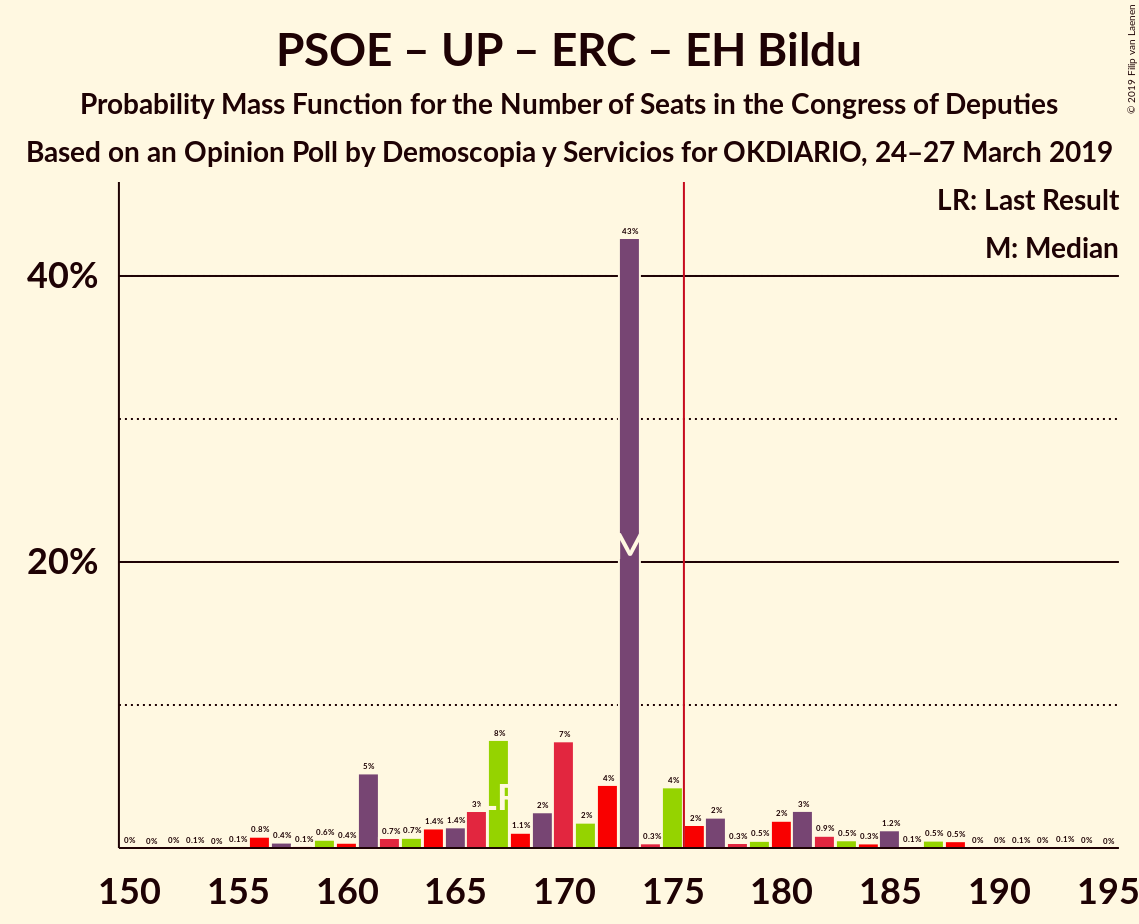 PSOE – UP – ERC – EH Bildu
Probability Mass Function for the Number of Seats in the Congress of Deputies
Based on an Opinion Poll by Demoscopia y Servicios for OKDIARIO, 24–27 March 2019
© 2019 Filip van Laenen
LR: Last Result
M: Median
40%
20%
0% 0% 0% 0.1% 0% 0.1% 0.8% 0.4% 0.1% 0.6% 0.4% 5% 0.7% 0.7% 1.4% 1.4% 3% 8% 1.1% 2% 7% 2% 4% 43% 0.3% 4% 2% 2% 0.3% 0.5% 2% 3% 0.9% 0.5% 0.3% 1.2% 0.1% 0.5% 0.5% 0% 0% 0.1% 0% 0.1% 0% 0%
LR
M
150 155 160 165 170 175 180 185 190 195